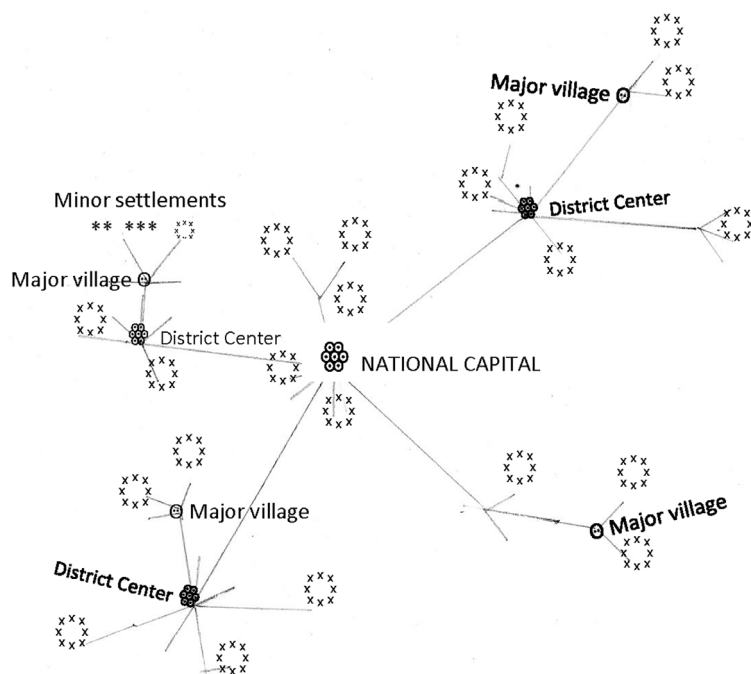 Major village
District Center
Minor settlements
** ***
Major village
District Center
NATIONAL CAPITAL
Major village
Major village
District Center